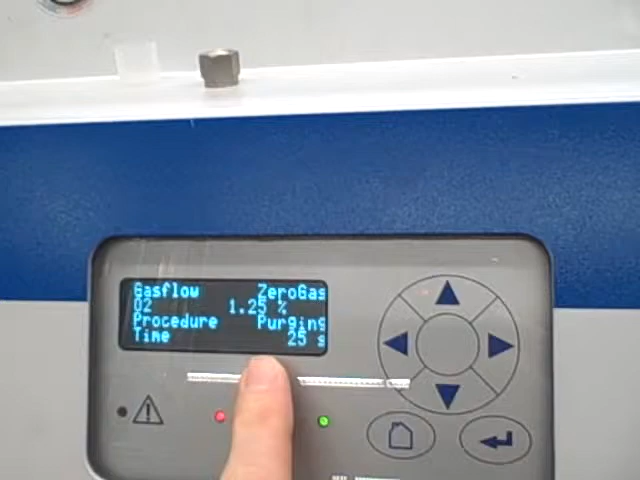 Gasflow ZeroGas
O2 1.25 %
Procedure Purging
Time 25 s